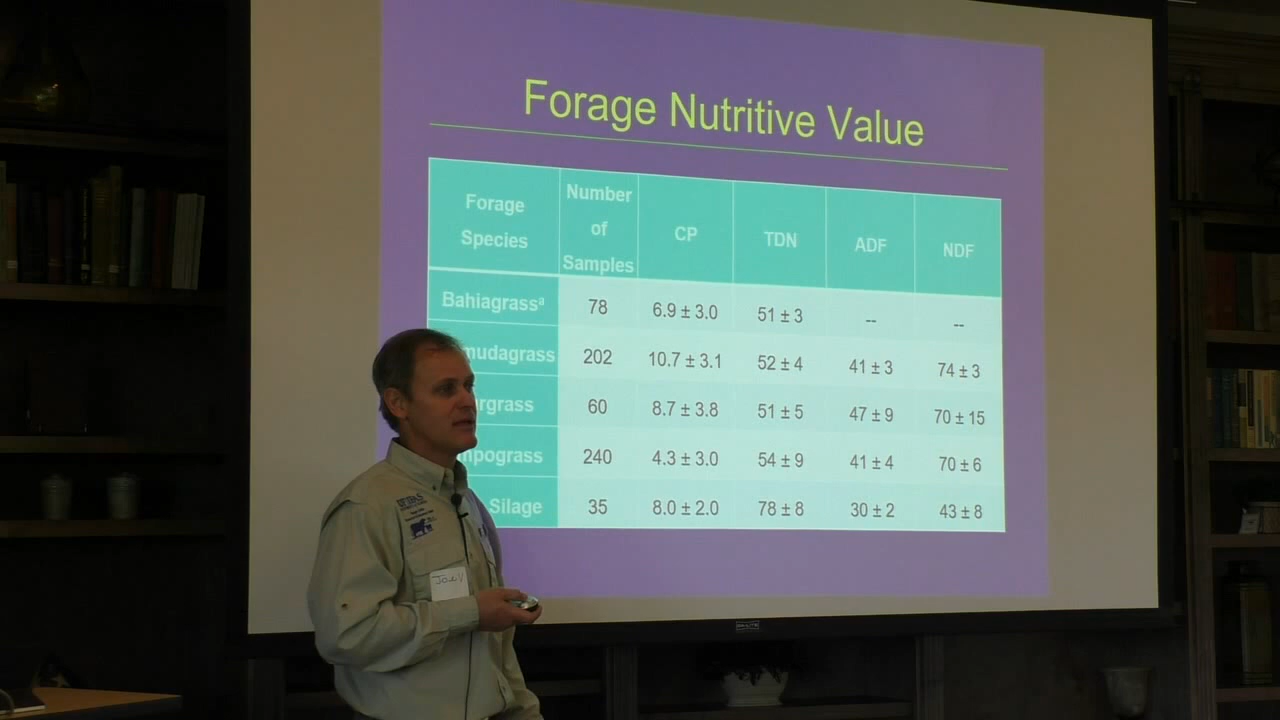 Forage Nutritive Value
Forage Species Number of Samples CP TDN ADF NDF
Bahiagrassª 78 6.9 ± 3.0 51 ± 3 -- --
mudagrass 202 10.7 ± 3.1 52 ± 4 41 ± 3 74 ± 3
rgrass 60 8.7 ± 3.8 51 ± 5 47 ± 9 70 ± 15
mpograss 240 4.3 ± 3.0 54 ± 9 41 ± 4 70 ± 6
Silage 35 8.0 ± 2.0 78 ± 8 30 ± 2 43 ± 8